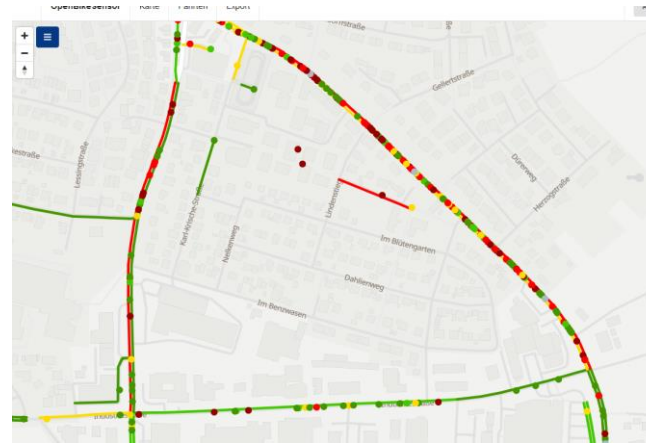 OpenBikeSensor Karte Fahrten Export
Gellertstraße
Lessingstraße
Dürerweg
Herzogstraße
Karl-Krische-Straße
Nelkenweg
Lindenstraße
Im Blütengarten
Dahlienweg
Im Benzwasen